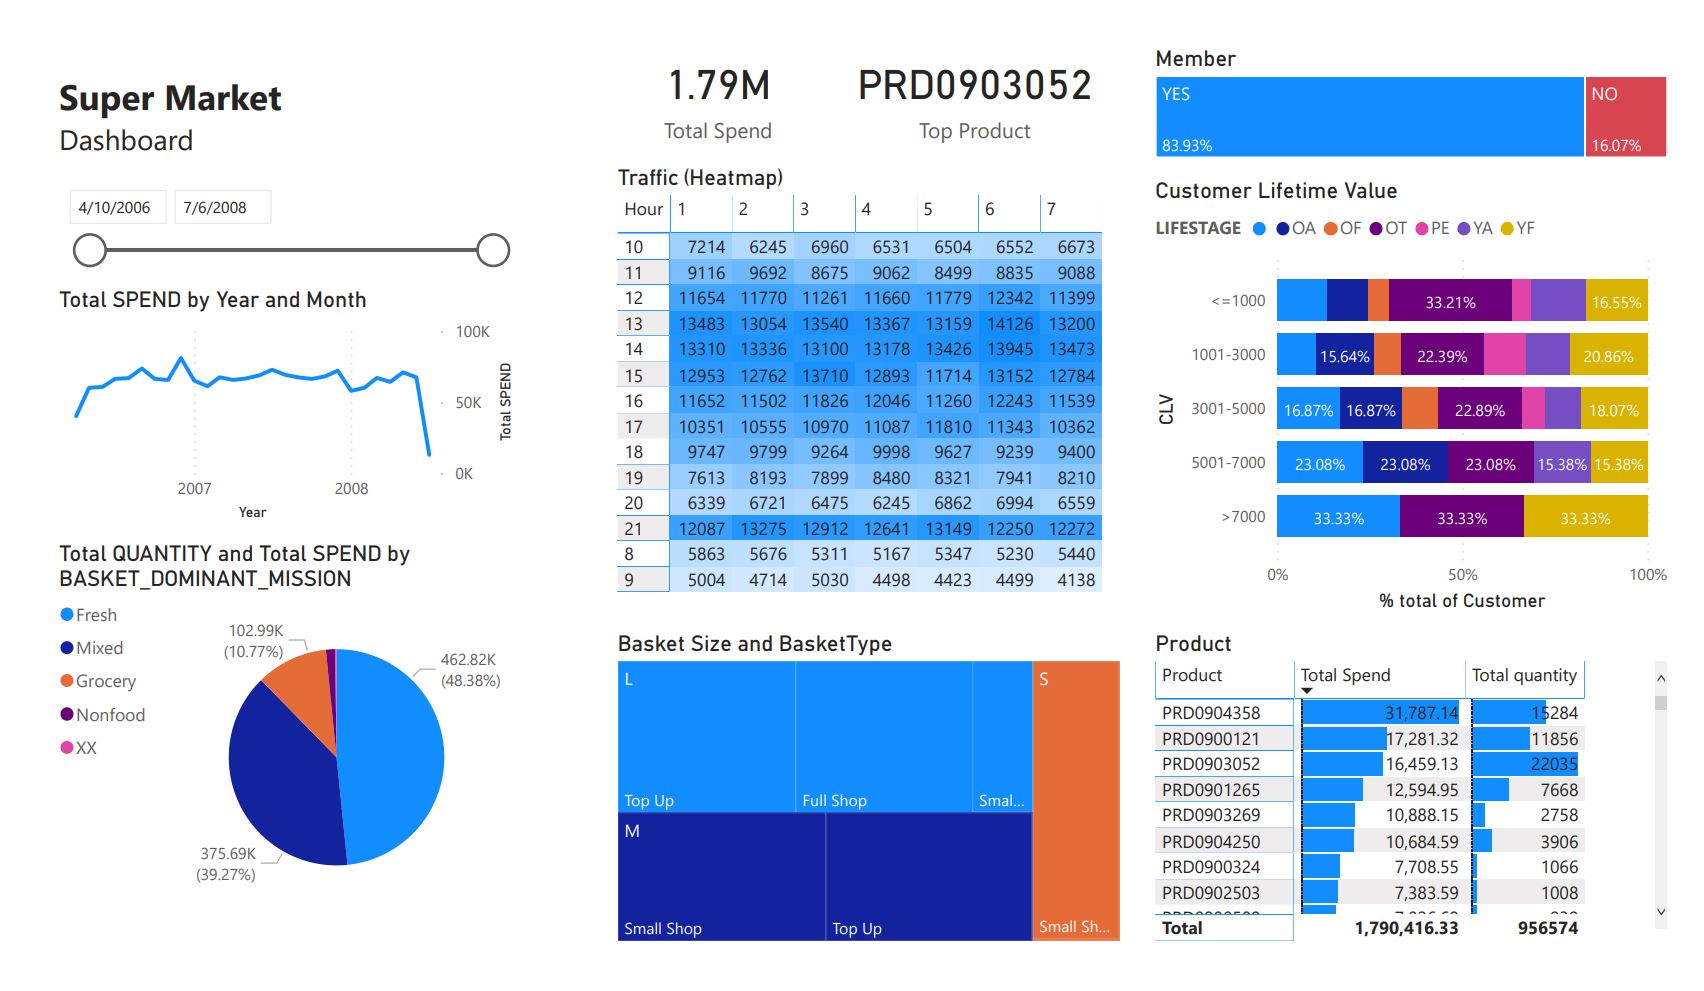 Super Market
Dashboard
4/10/2006 7/6/2008
Total SPEND by Year and Month
100K
50K
0K
Total SPEND
2007 2008
Year
Total QUANTITY and Total SPEND by
BASKET_DOMINANT_MISSION
Fresh
Mixed
Grocery
Nonfood
XX
102.99K
(10.77%)
462.82K
(48.38%)
375.69K
(39.27%)
1.79M
Total Spend
PRD0903052
Top Product
Traffic (Heatmap)
Hour 1 2 3 4 5 6 7
10 7214 6245 6960 6531 6504 6552 6673
11 9116 9692 8675 9062 8499 8835 9088
12 11654 11770 11261 11660 11779 12342 11399
13 13483 13054 13540 13367 13159 14126 13200
14 13310 13336 13100 13178 13426 13945 13473
15 12953 12762 13710 12893 11714 13152 12784
16 11652 11502 11826 12046 11260 12243 11539
17 10351 10555 10970 11087 11810 11343 10362
18 9747 9799 9264 9998 9627 9239 9400
19 7613 8193 7899 8480 8321 7941 8210
20 6339 6721 6475 6245 6862 6994 6559
21 12087 13275 12912 12641 13149 12250 12272
8 5863 5676 5311 5167 5347 5230 5440
9 5004 4714 5030 4498 4423 4499 4138
Basket Size and BasketType
L
Top Up Full Shop Smal...
M
Small Shop Top Up
S
Small Sh...
Member
YES
83.93%
NO
16.07%
Customer Lifetime Value
LIFESTAGE OA OF OT PE YA YF
CLV
<=1000 33.21% 16.55%
1001-3000 15.64% 22.39% 20.86%
3001-5000 16.87% 16.87% 22.89% 18.07%
5001-7000 23.08% 23.08% 23.08% 15.38% 15.38%
>7000 33.33% 33.33% 33.33%
0% 50% 100%
% total of Customer
Product
Product Total Spend Total quantity
PRD0904358 31,787.14 15284
PRD0900121 17,281.32 11856
PRD0903052 16,459.13 22035
PRD0901265 12,594.95 7668
PRD0903269 10,888.15 2758
PRD0904250 10,684.59 3906
PRD0900324 7,708.55 1066
PRD0902503 7,383.59 1008
Total 1,790,416.33 956574